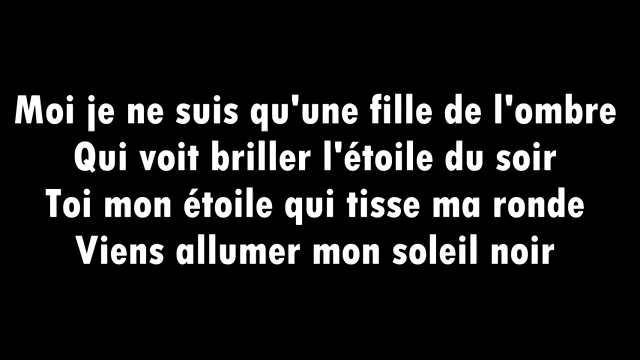 Moi je ne suis qu'une fille de l'ombre
Qui voit briller l'étoile du soir
Toi mon étoile qui tisse ma ronde
Viens allumer mon soleil noir